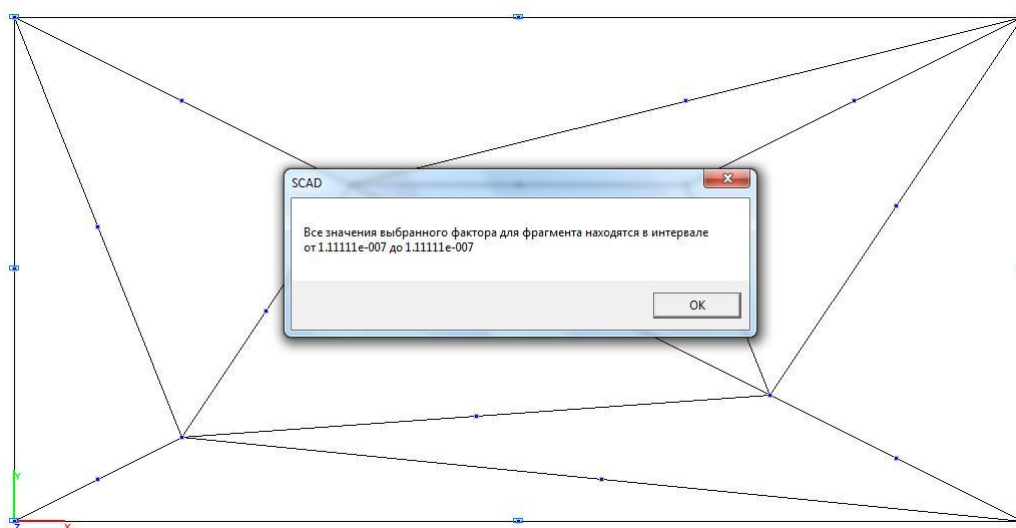 SCAD
Все значения выбранного фактора для фрагмента находятся в интервале
от 1.11111e-007 до 1.11111e-007
OK
Y
Z
X